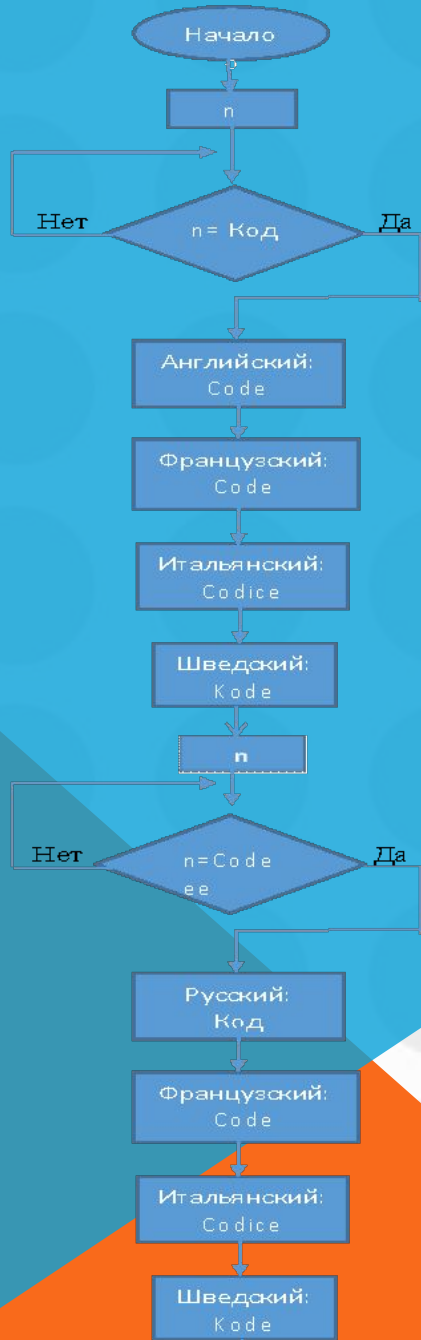 Начало
n
Нет
n= Код
Да
Английский:
Code
Французский:
Code
Итальянский:
Codice
Шведский:
Kode
n
Нет
n=Code
ee
Да
Русский:
Код
Французский:
Code
Итальянский:
Codice
Шведский:
Kode